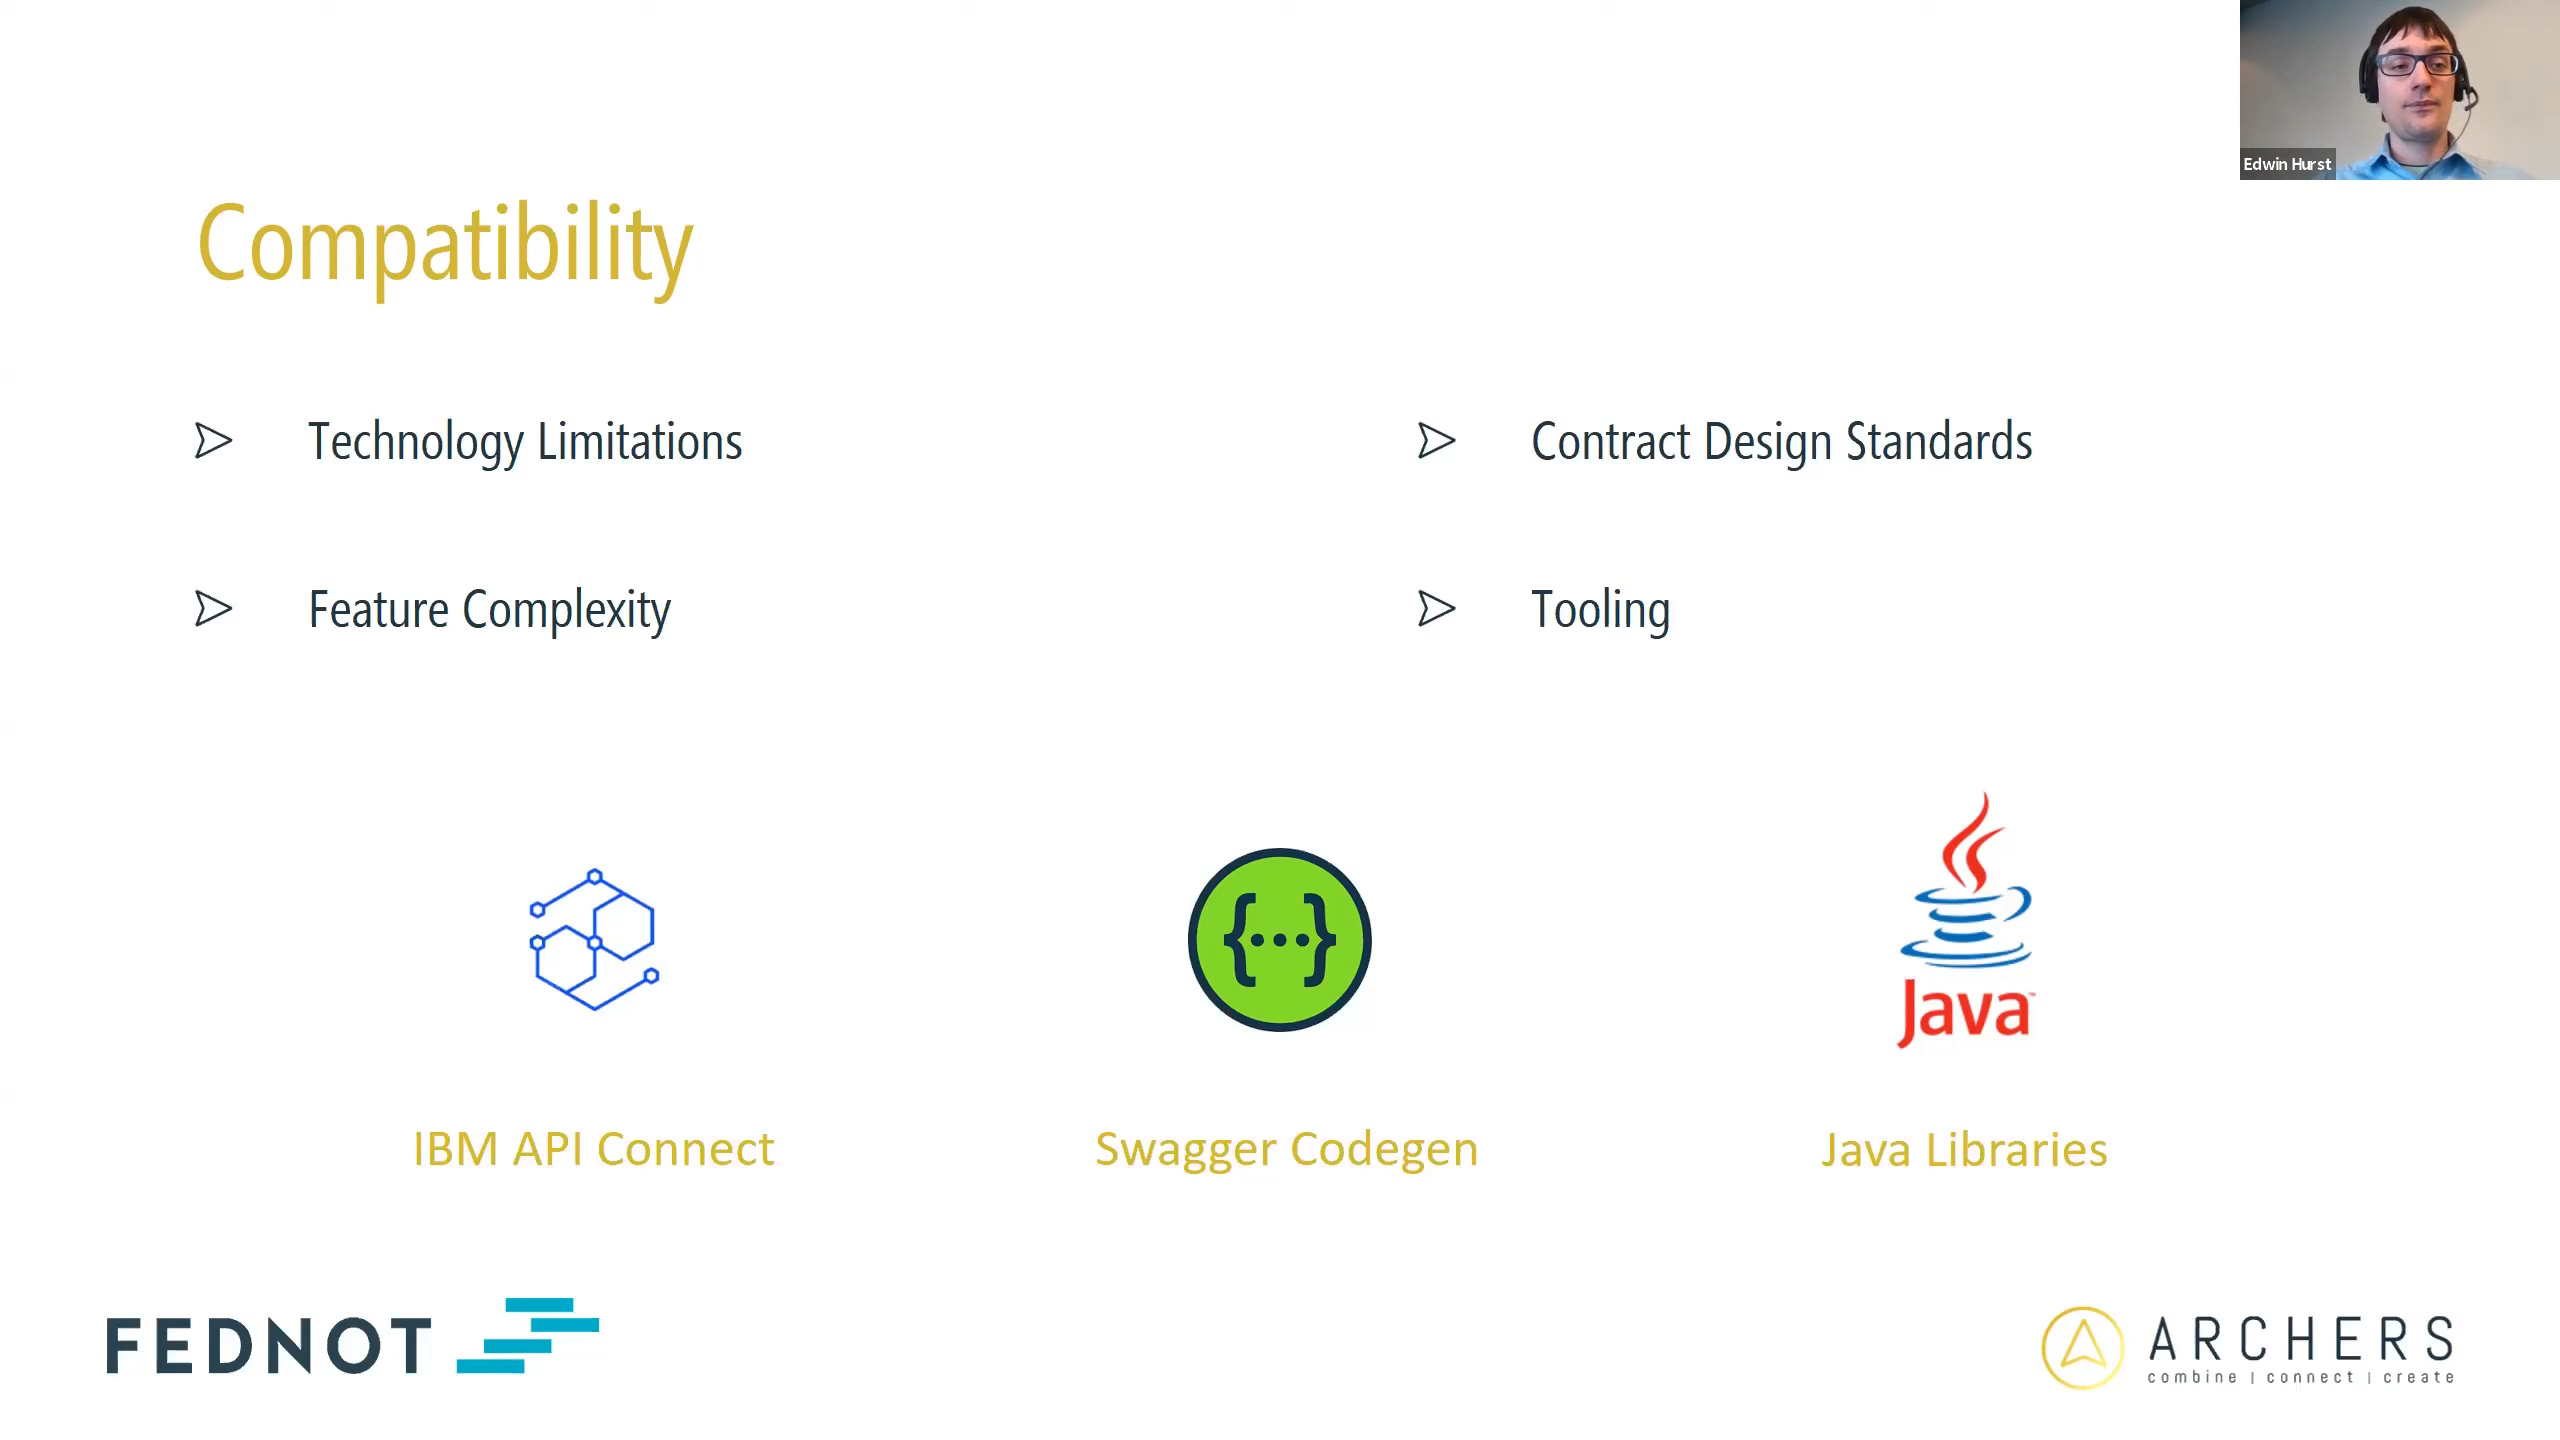 Edwin Hurst
Compatibility
Technology Limitations
Contract Design Standards
Feature Complexity
Tooling
{...}
Java™
IBM API Connect
Swagger Codegen
Java Libraries
FEDNOT
ARCHERS
combine | connect | create